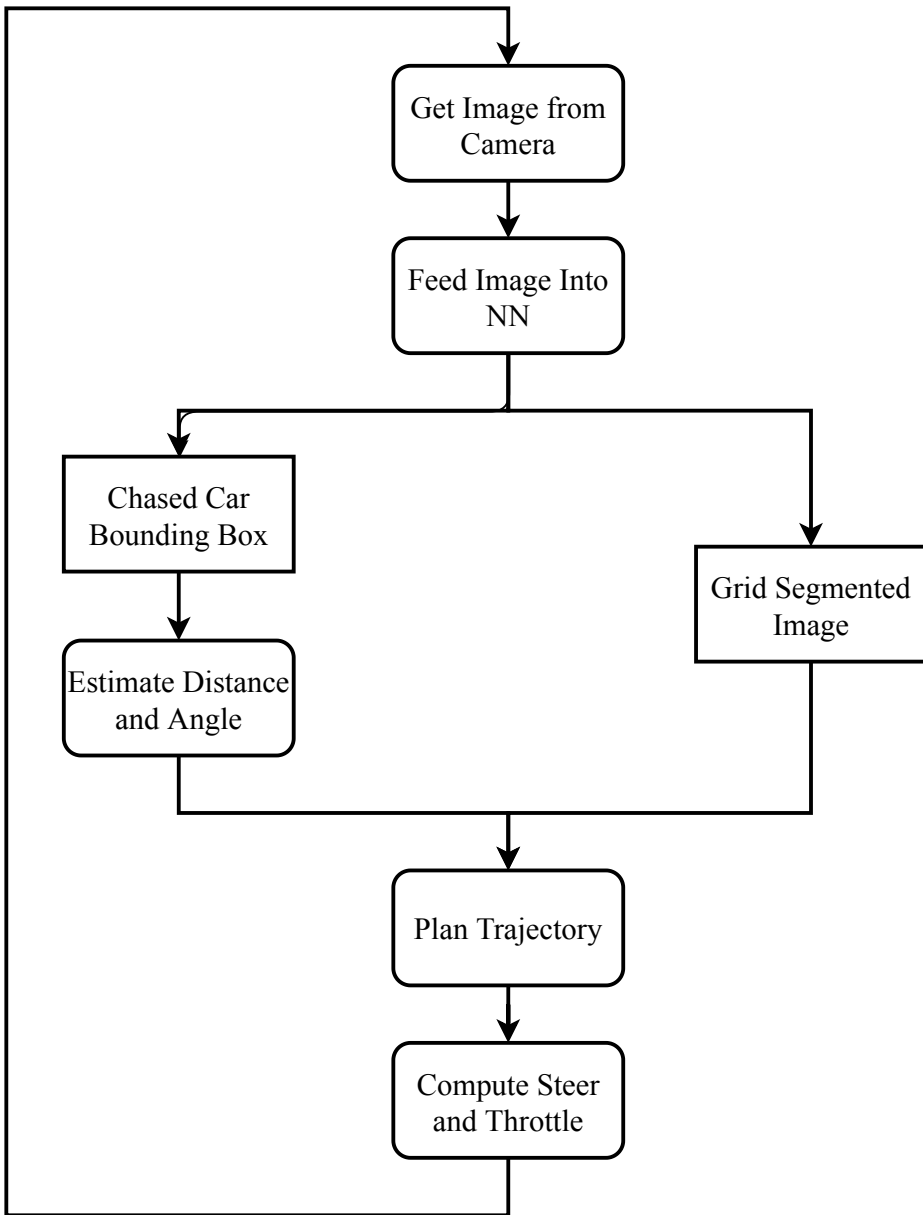 Get Image from
Camera
Feed Image Into
NN
Chased Car
Bounding Box
Grid Segmented
Image
Estimate Distance
and Angle
Plan Trajectory
Compute Steer
and Throttle